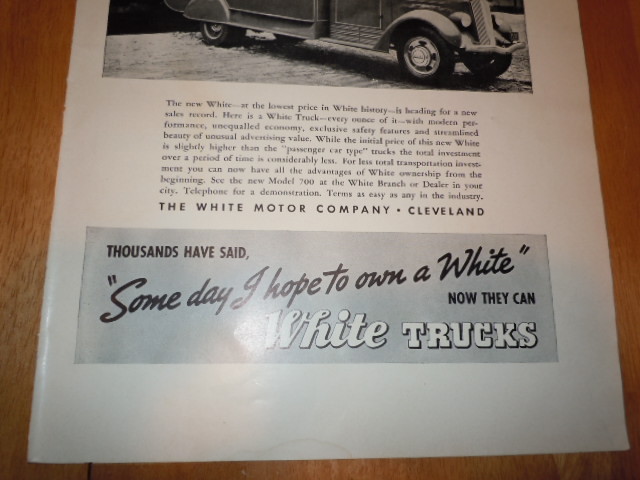 The new White—at the lowest price in White history—is heading for a new
sales record. Here is a White Truck—every ounce of it—with modern per-
formance, unequalled economy, exclusive safety features and streamlined
beauty of unusual advertising value. While the initial price of this new White
is slightly higher than the "passenger car type" trucks the total investment
over a period of time is considerably less. For less total transportation invest-
ment you can now have all the advantages of White ownership from the
beginning. See the new Model 700 at the White Branch or Dealer in your
city. Telephone for a demonstration. Terms as easy as any in the industry.
THE WHITE MOTOR COMPANY • CLEVELAND
THOUSANDS HAVE SAID,
"Some day I hope to own a White"
NOW THEY CAN
White TRUCKS